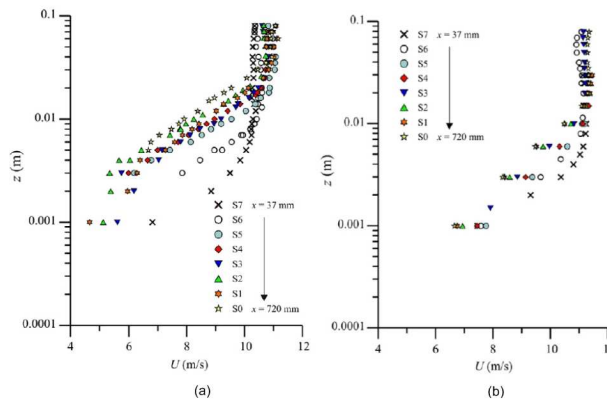 0.1
0.01
0.001
0.0001
z (m)
S7 x = 37 mm
S6
S5
S4
S3
S2
S1
S0 x = 720 mm
4 6 8 10 12
U (m/s)
(a)
0.1
0.01
0.001
0.0001
z (m)
S7 x = 37 mm
S6
S5
S4
S3
S2
S1
S0 x = 720 mm
4 6 8 10
U (m/s)
(b)